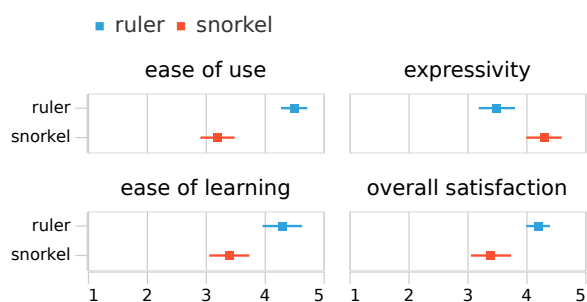 ruler snorkel
ease of use expressivity
ruler
snorkel
ease of learning overall satisfaction
ruler
snorkel
1 2 3 4 5 1 2 3 4 5